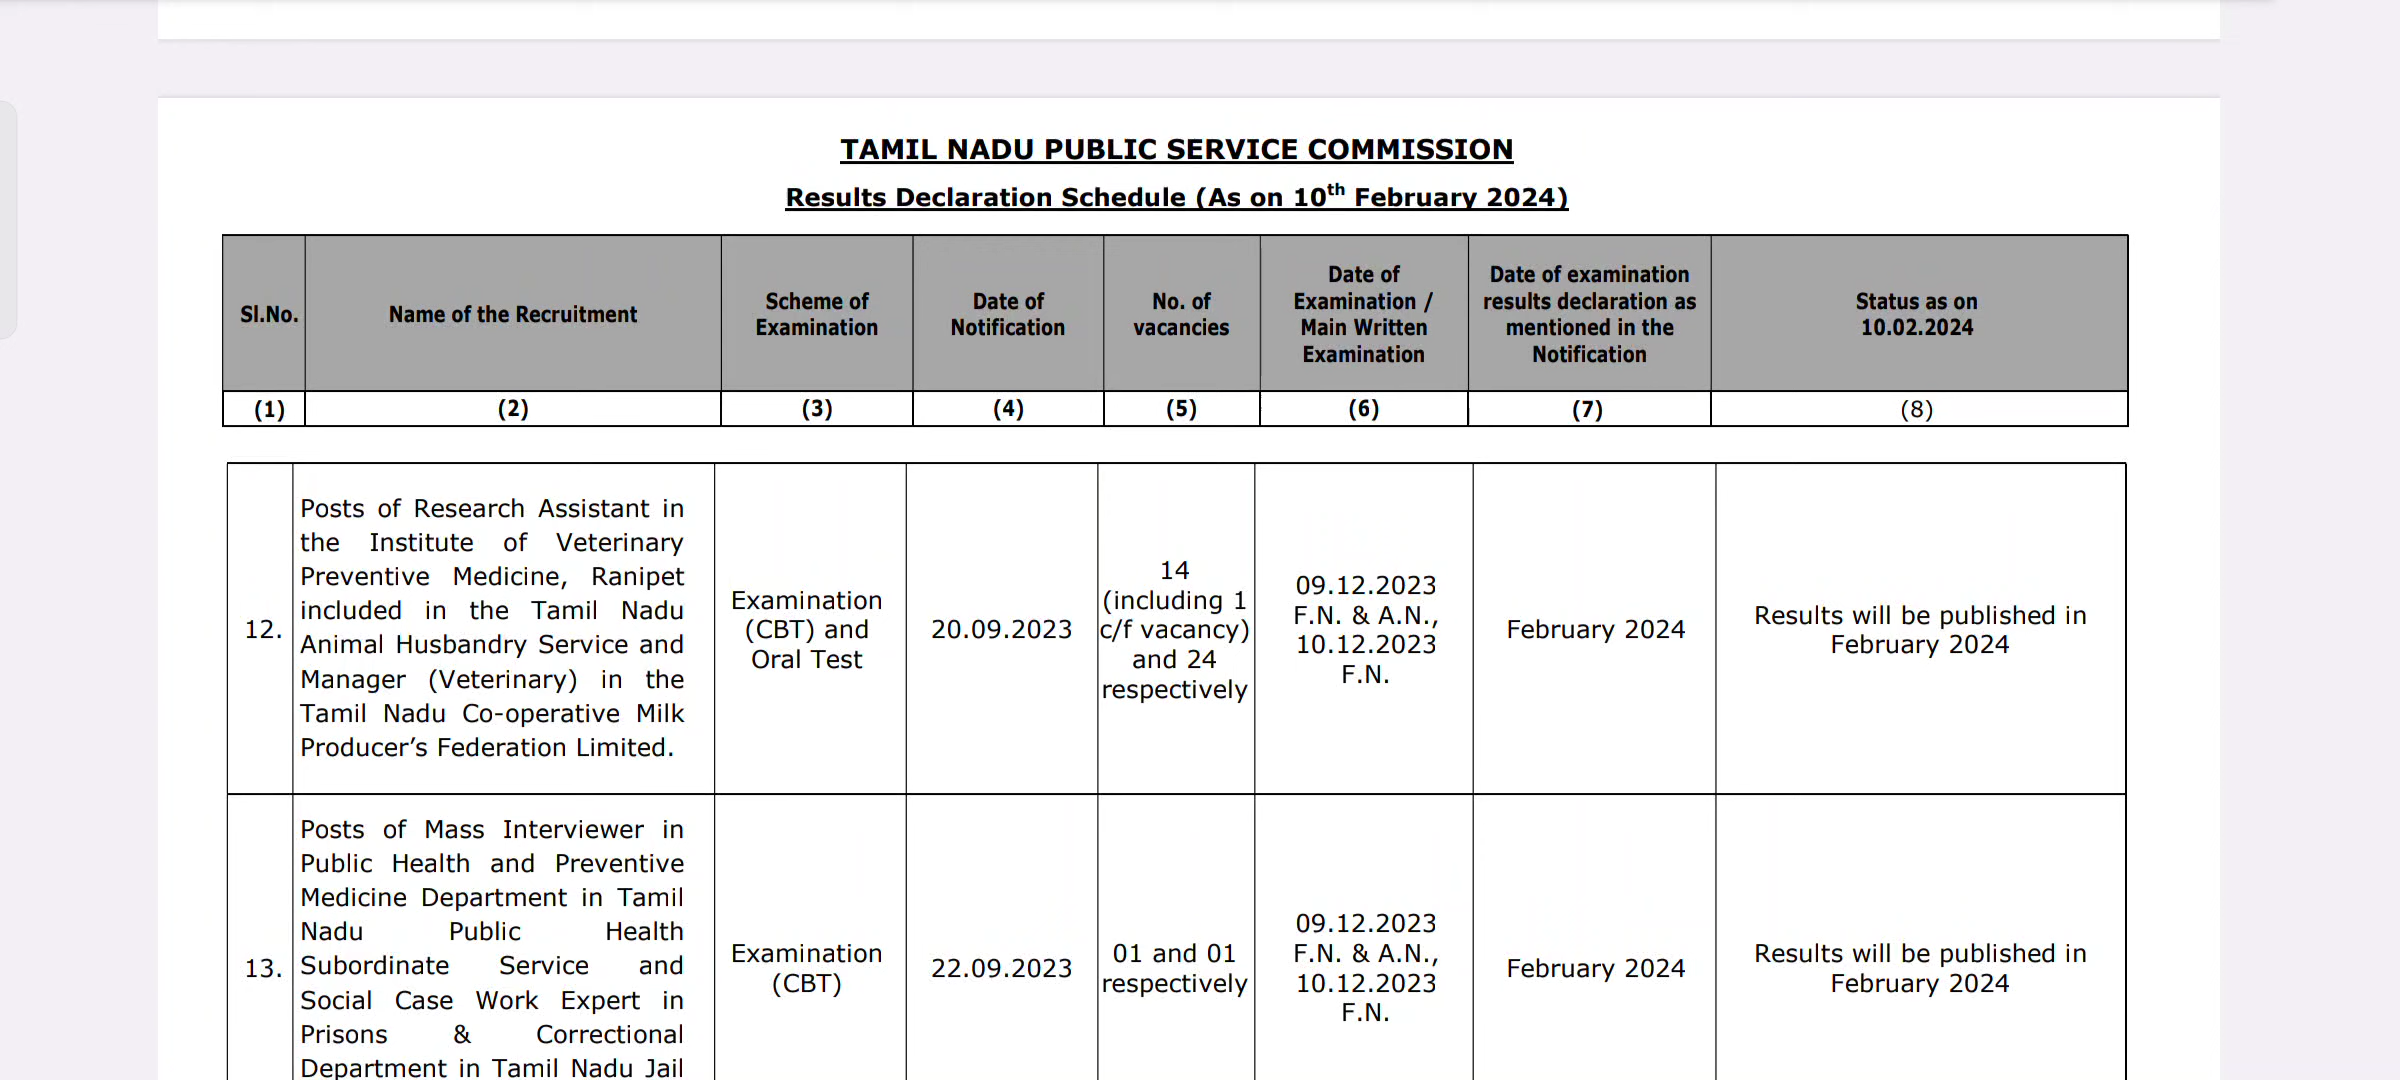 TAMIL NADU PUBLIC SERVICE COMMISSION
Results Declaration Schedule (As on 10th February 2024)
Sl.No.
Name of the Recruitment
Scheme of
Examination
Date of
Notification
No. of
vacancies
Date of
Examination /
Main Written
Examination
Date of examination
results declaration as
mentioned in the
Notification
Status as on
10.02.2024
(1)
(2)
(3)
(4)
(5)
(6)
(7)
(8)
12.
Posts of Research Assistant in
the Institute of Veterinary
Preventive Medicine, Ranipet
included in the Tamil Nadu
Animal Husbandry Service and
Manager (Veterinary) in the
Tamil Nadu Co-operative Milk
Producer’s Federation Limited.
Examination
(CBT) and
Oral Test
20.09.2023
14
(including 1
c/f vacancy)
and 24
respectively
09.12.2023
F.N. & A.N.,
10.12.2023
F.N.
February 2024
Results will be published in
February 2024
13.
Posts of Mass Interviewer in
Public Health and Preventive
Medicine Department in Tamil
Nadu Public Health
Subordinate Service and
Social Case Work Expert in
Prisons & Correctional
Department in Tamil Nadu Jail
Examination
(CBT)
22.09.2023
01 and 01
respectively
09.12.2023
F.N. & A.N.,
10.12.2023
F.N.
February 2024
Results will be published in
February 2024